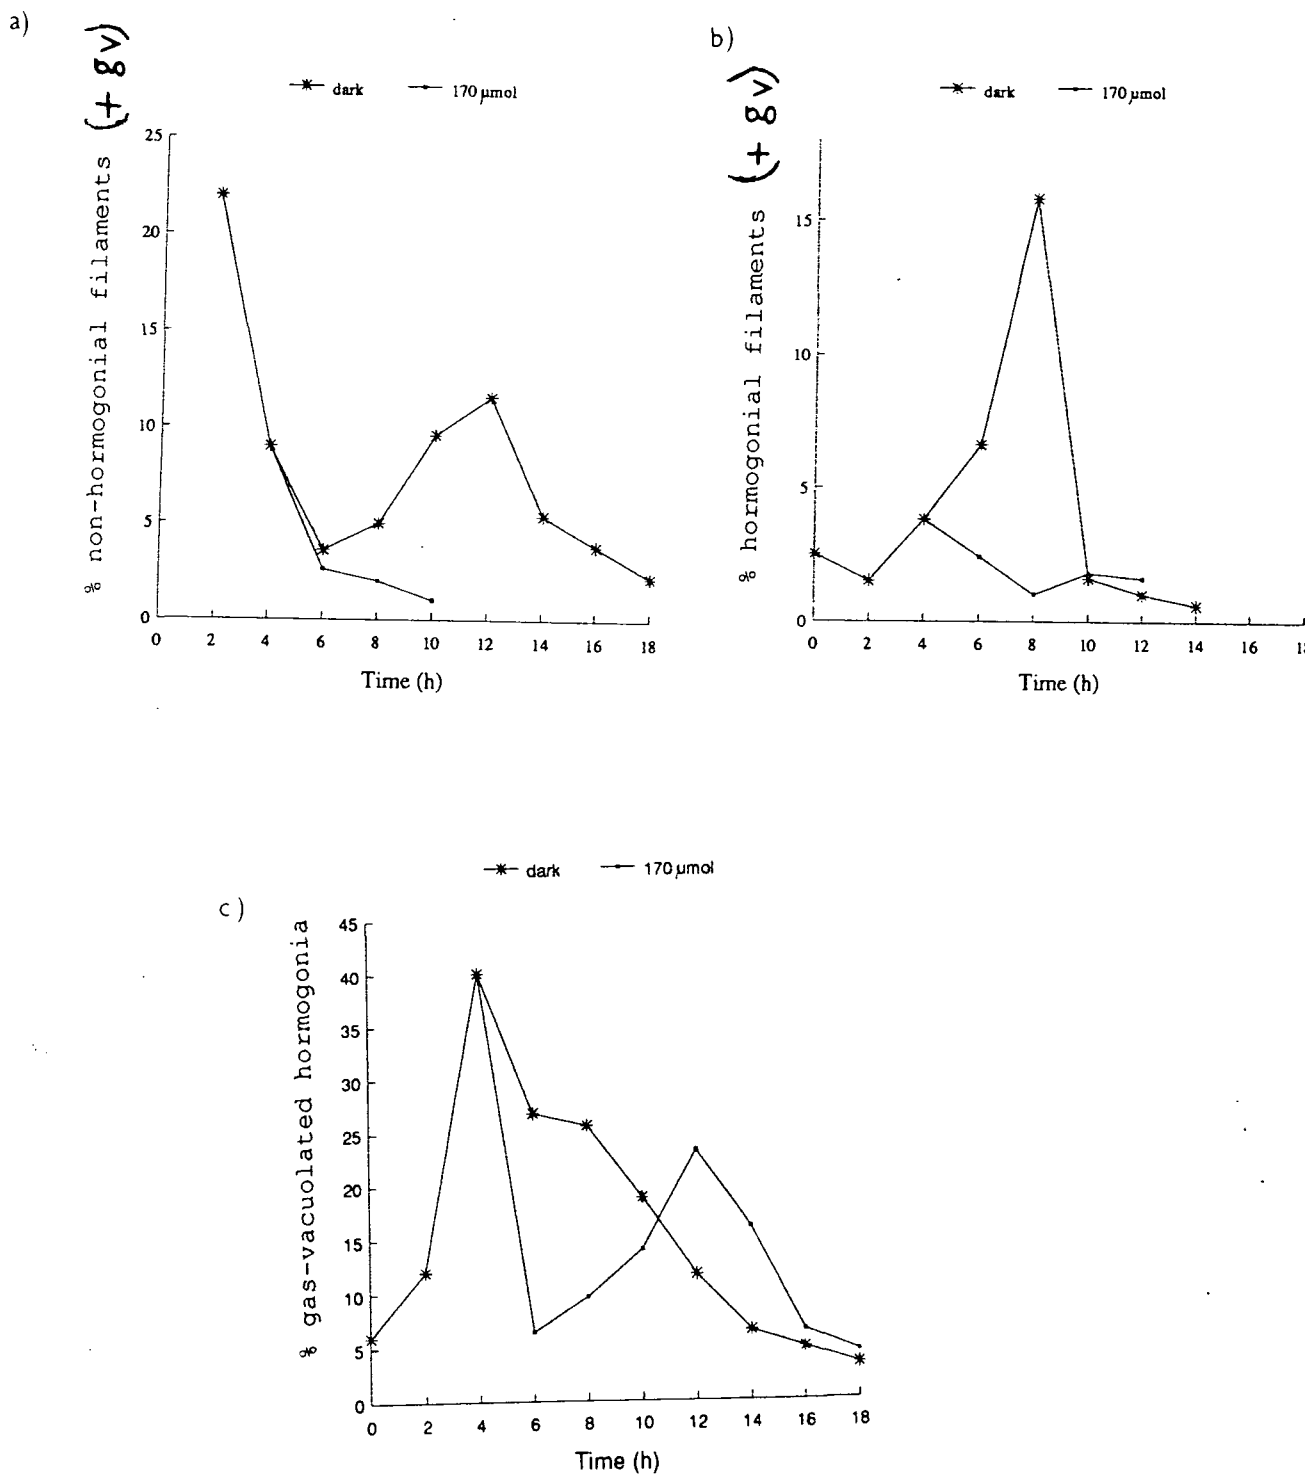 a)
% non-hormogonial filaments (+ gv)
dark 170 µmol
25
20
15
10
5
0
0 2 4 6 8 10 12 14 16 18
Time (h)
b)
% hormogonial filaments (+ gv)
dark 170 µmol
15
10
5
0
0 2 4 6 8 10 12 14 16 18
Time (h)
c)
% gas-vacuolated hormogonia
dark 170 µmol
45
40
35
30
25
20
15
10
5
0
0 2 4 6 8 10 12 14 16 18
Time (h)